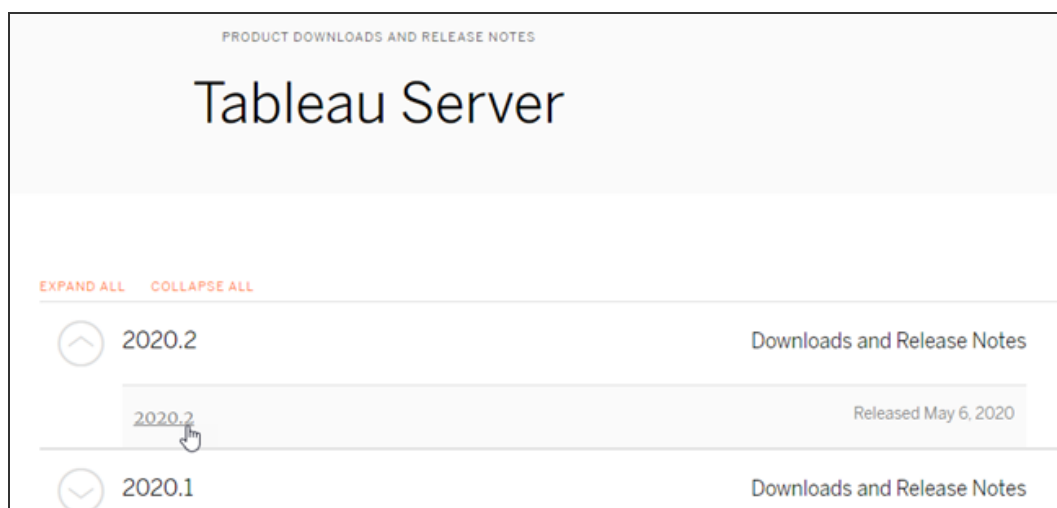 PRODUCT DOWNLOADS AND RELEASE NOTES
Tableau Server
EXPAND ALL COLLAPSE ALL
2020.2 Downloads and Release Notes
2020.2 Released May 6, 2020
2020.1 Downloads and Release Notes